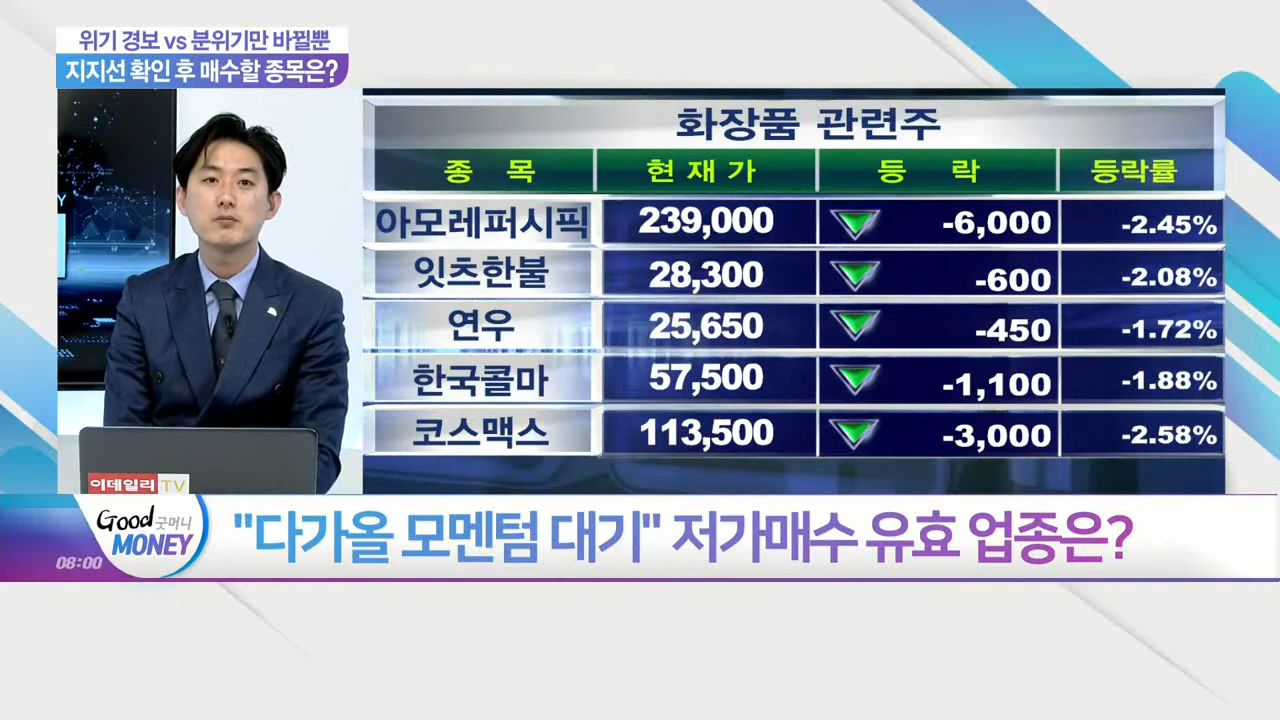 위기 경보 vs 분위기만 바뀔뿐
지지선 확인 후 매수할 종목은?
화장품 관련주
종 목 현 재 가 등 락 등락률
아모레퍼시픽 239,000 -6,000 -2.45%
잇츠한불 28,300 -600 -2.08%
연우 25,650 -450 -1.72%
한국콜마 57,500 -1,100 -1.88%
코스맥스 113,500 -3,000 -2.58%
이데일리 TV
Good 굿머니
MONEY
08:00
"다가올 모멘텀 대기" 저가매수 유효 업종은?